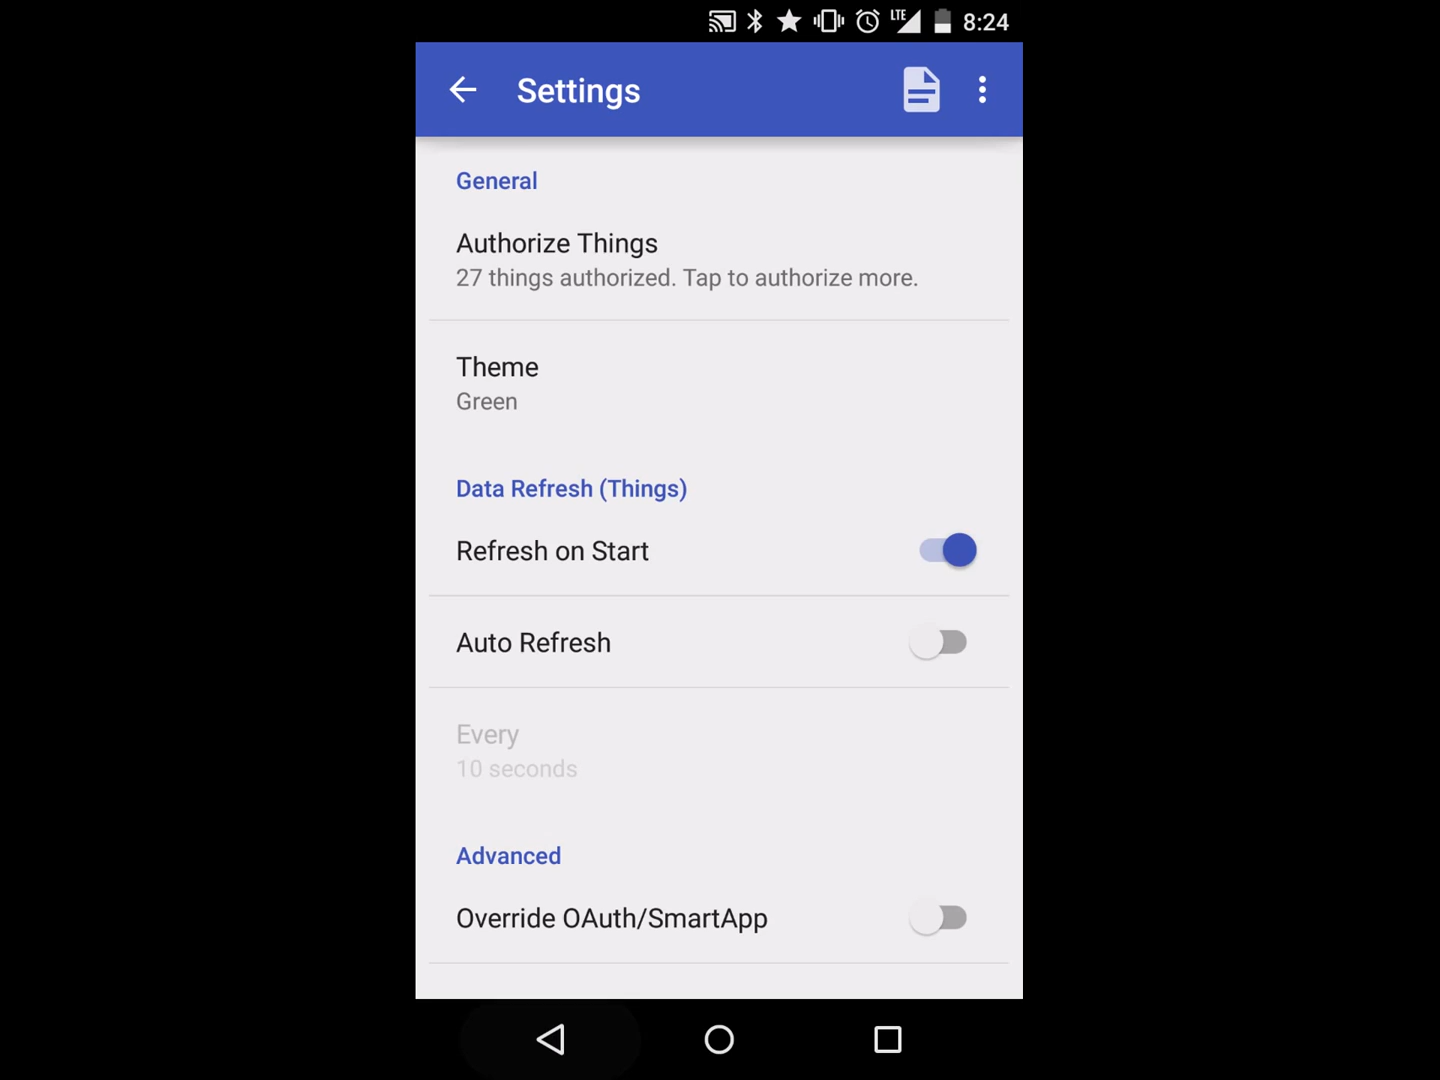 LTE 8:24
Settings
General
Authorize Things
27 things authorized. Tap to authorize more.
Theme
Green
Data Refresh (Things)
Refresh on Start
Auto Refresh
Every
10 seconds
Advanced
Override OAuth/SmartApp